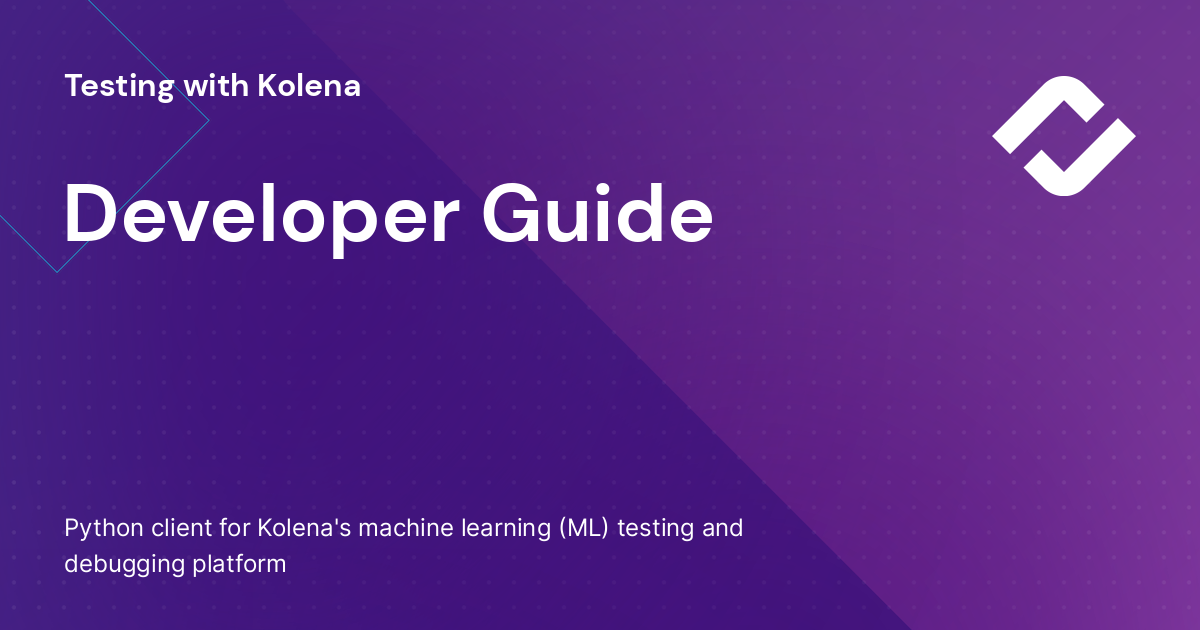 Testing with Kolena
Developer Guide
Python client for Kolena's machine learning (ML) testing and
debugging platform